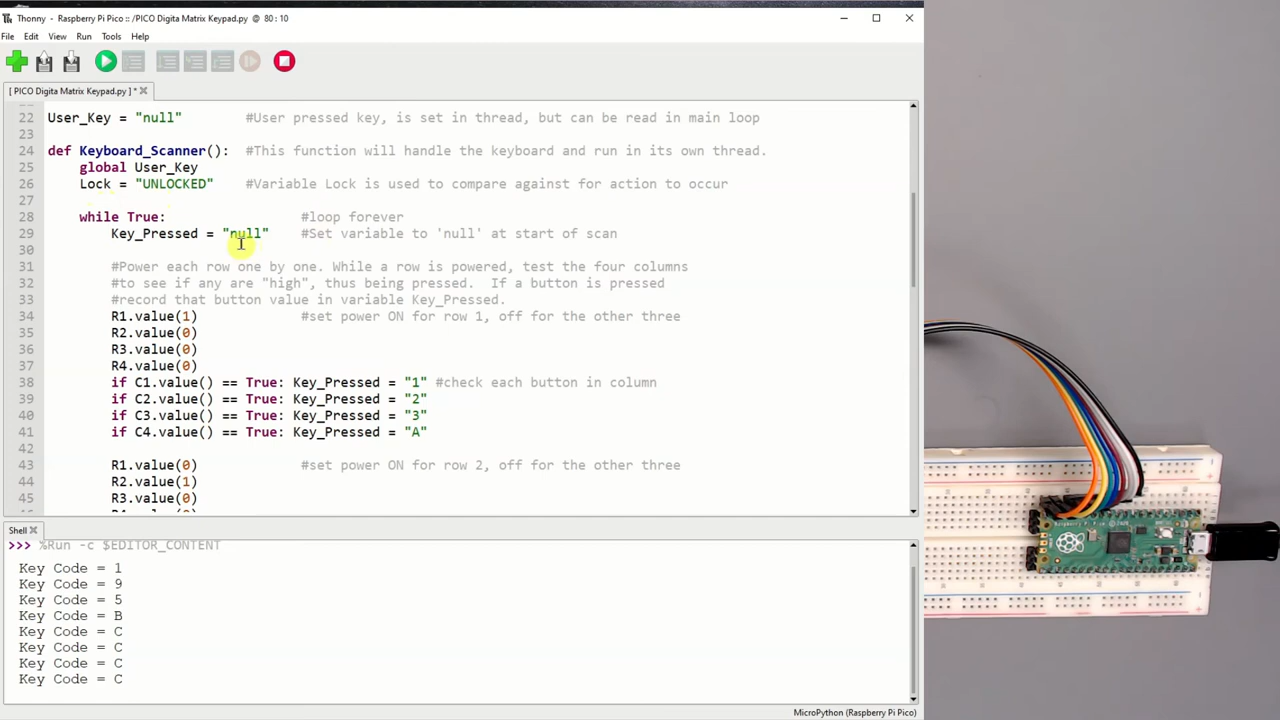 Thonny - Raspberry Pi Pico :: /PICO Digita Matrix Keypad.py @ 80 : 10
File Edit View Run Tools Help
[ PICO Digita Matrix Keypad.py ] *
22 User_Key = "null" #User pressed key, is set in thread, but can be read in main loop
23
24 def Keyboard_Scanner(): #This function will handle the keyboard and run in its own thread.
25 global User_Key
26 Lock = "UNLOCKED" #Variable Lock is used to compare against for action to occur
27
28 while True: #loop forever
29 Key_Pressed = "null" #Set variable to 'null' at start of scan
30
31 #Power each row one by one. While a row is powered, test the four columns
32 #to see if any are "high", thus being pressed. If a button is pressed
33 #record that button value in variable Key_Pressed.
34 R1.value(1) #set power ON for row 1, off for the other three
35 R2.value(0)
36 R3.value(0)
37 R4.value(0)
38 if C1.value() == True: Key_Pressed = "1" #check each button in column
39 if C2.value() == True: Key_Pressed = "2"
40 if C3.value() == True: Key_Pressed = "3"
41 if C4.value() == True: Key_Pressed = "A"
42
43 R1.value(0) #set power ON for row 2, off for the other three
44 R2.value(1)
45 R3.value(0)
Shell
>>> %Run -c $EDITOR_CONTENT
Key Code = 1
Key Code = 9
Key Code = 5
Key Code = B
Key Code = C
Key Code = C
Key Code = C
Key Code = C
MicroPython (Raspberry Pi Pico)